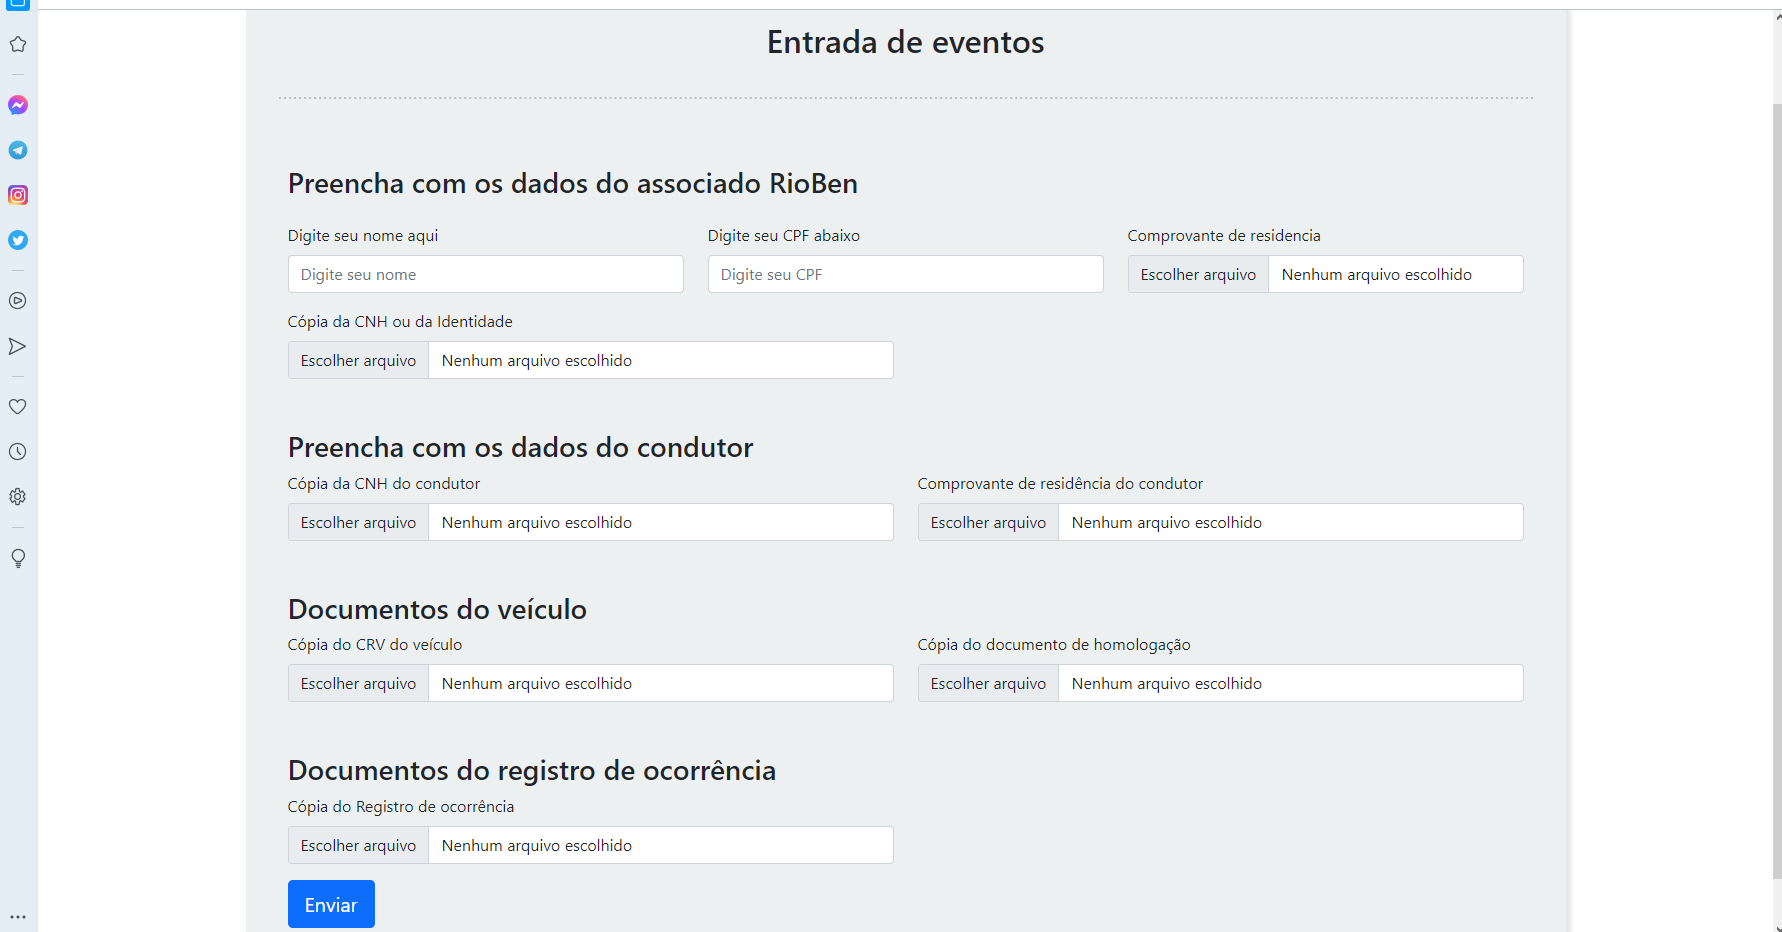 Entrada de eventos
Preencha com os dados do associado RioBen
Digite seu nome aqui
Digite seu CPF abaixo
Comprovante de residencia
Digite seu nome
Digite seu CPF
Escolher arquivo Nenhum arquivo escolhido
Cópia da CNH ou da Identidade
Escolher arquivo Nenhum arquivo escolhido
Preencha com os dados do condutor
Cópia da CNH do condutor
Comprovante de residência do condutor
Escolher arquivo Nenhum arquivo escolhido
Escolher arquivo Nenhum arquivo escolhido
Documentos do veículo
Cópia do CRV do veículo
Cópia do documento de homologação
Escolher arquivo Nenhum arquivo escolhido
Escolher arquivo Nenhum arquivo escolhido
Documentos do registro de ocorrência
Cópia do Registro de ocorrência
Escolher arquivo Nenhum arquivo escolhido
Enviar